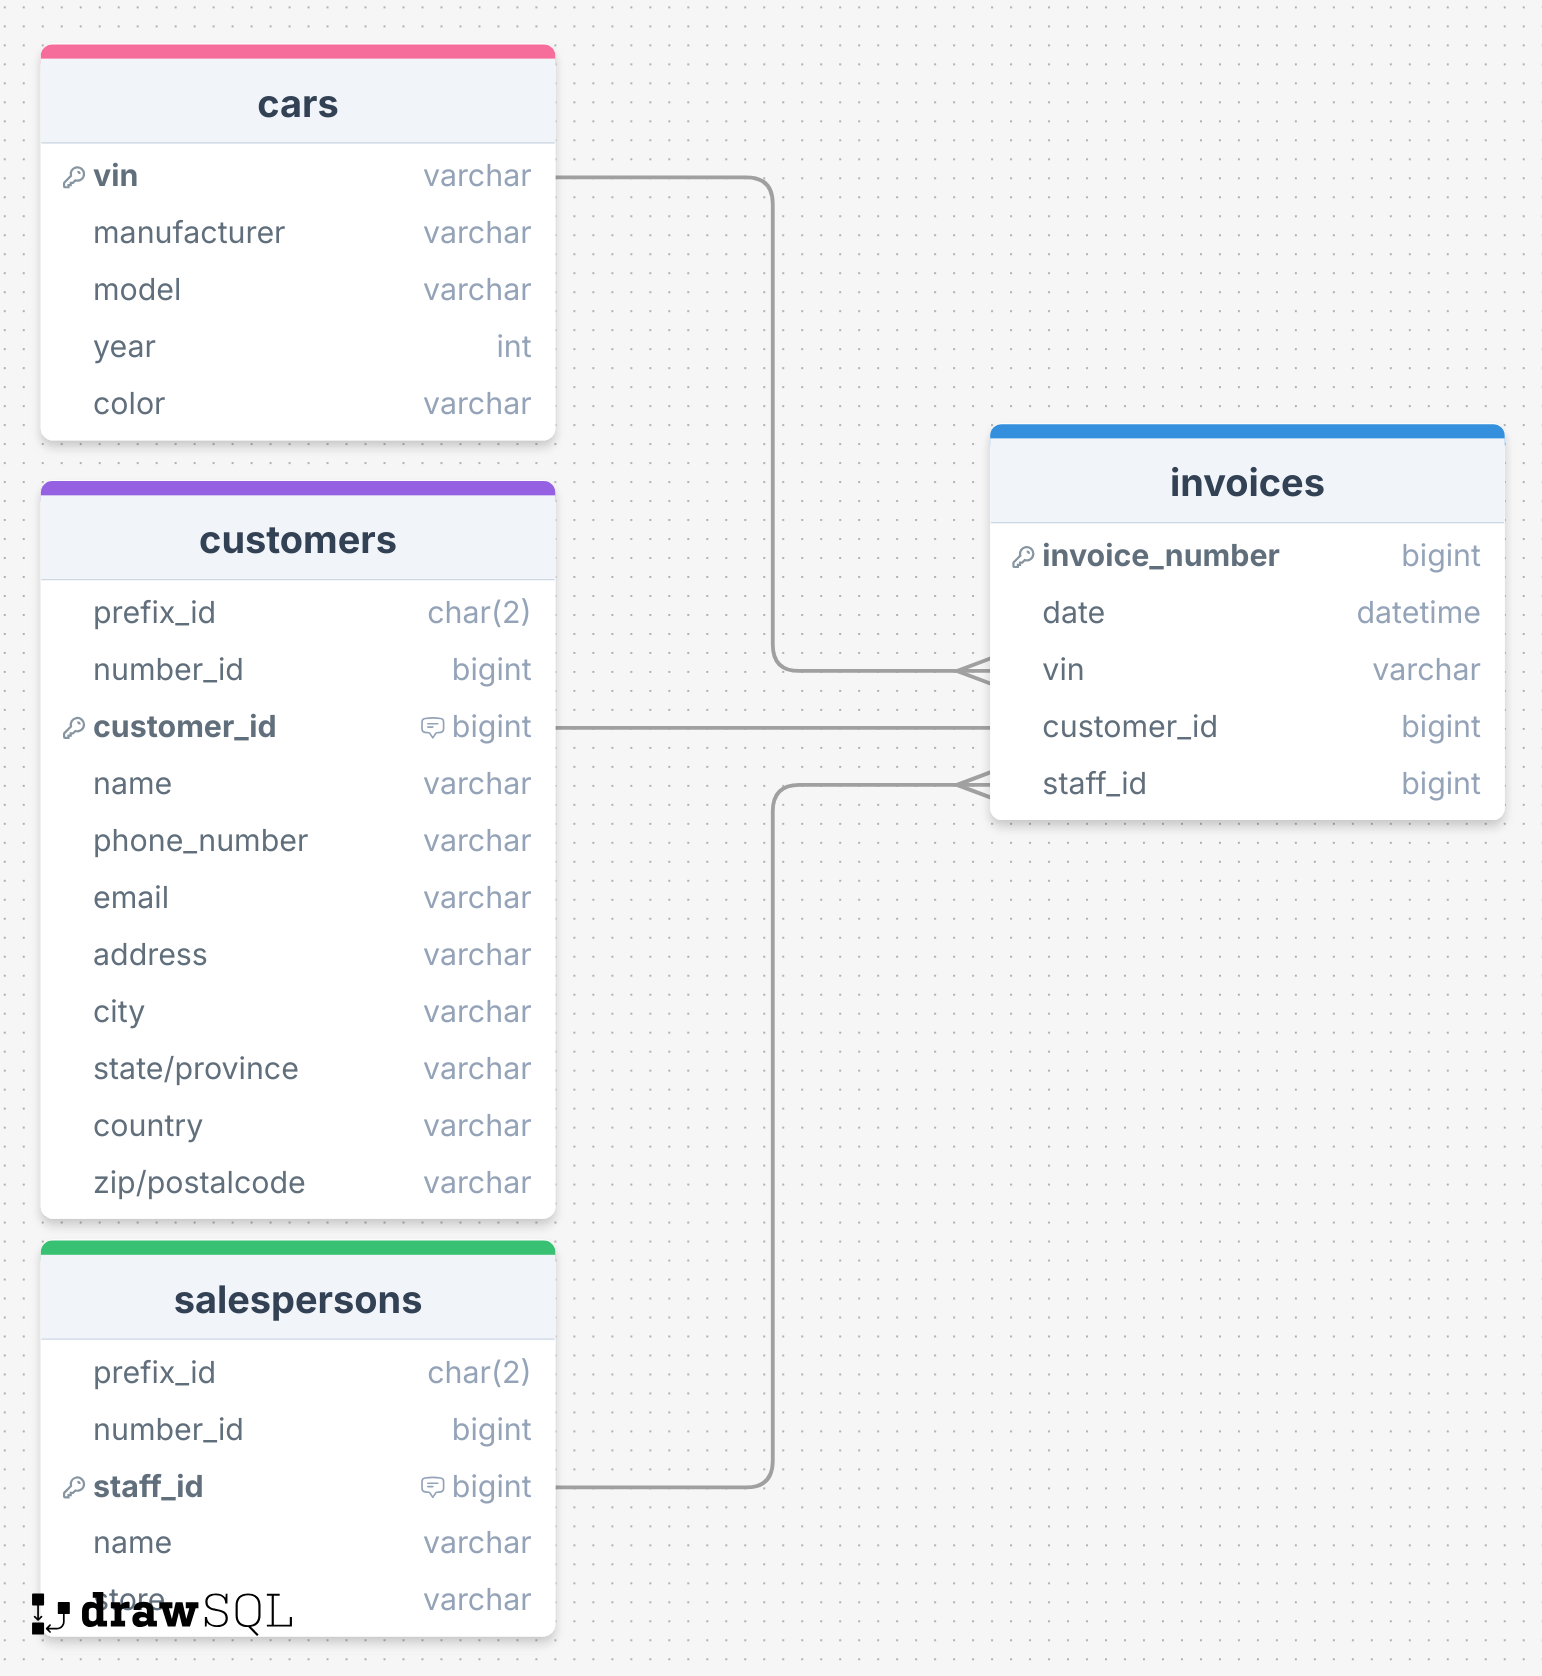 cars
vin varchar
manufacturer varchar
model varchar
year int
color varchar
customers
prefix_id char(2)
number_id bigint
customer_id bigint
name varchar
phone_number varchar
email varchar
address varchar
city varchar
state/province varchar
country varchar
zip/postalcode varchar
salespersons
prefix_id char(2)
number_id bigint
staff_id bigint
name varchar
store varchar
drawSQL
invoices
invoice_number bigint
date datetime
vin varchar
customer_id bigint
staff_id bigint